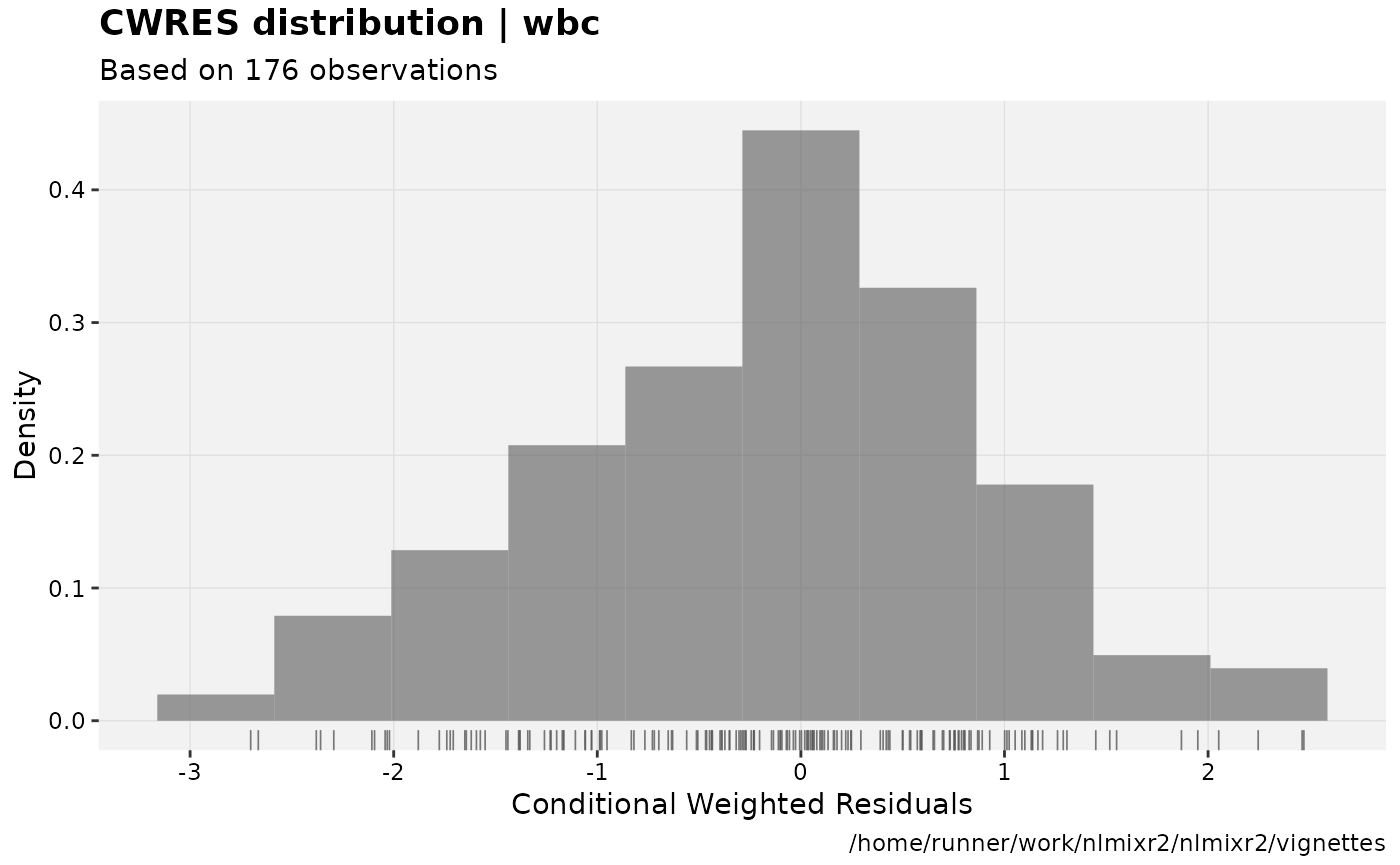 CWRES distribution | wbc
Based on 176 observations
0.4
0.3
0.2
0.1
0.0
Density
-3 -2 -1 0 1 2
Conditional Weighted Residuals
/home/runner/work/nlmixr2/nlmixr2/vignettes